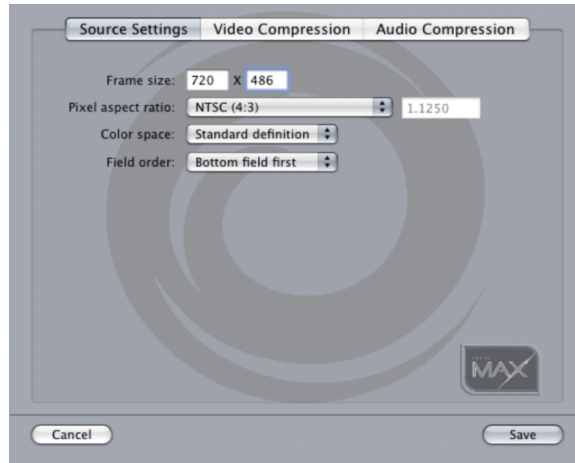 Source Settings Video Compression Audio Compression
Frame size: 720 X 486
Pixel aspect ratio: NTSC (4:3) 1.1250
Color space: Standard definition
Field order: Bottom field first
MAX
Cancel Save